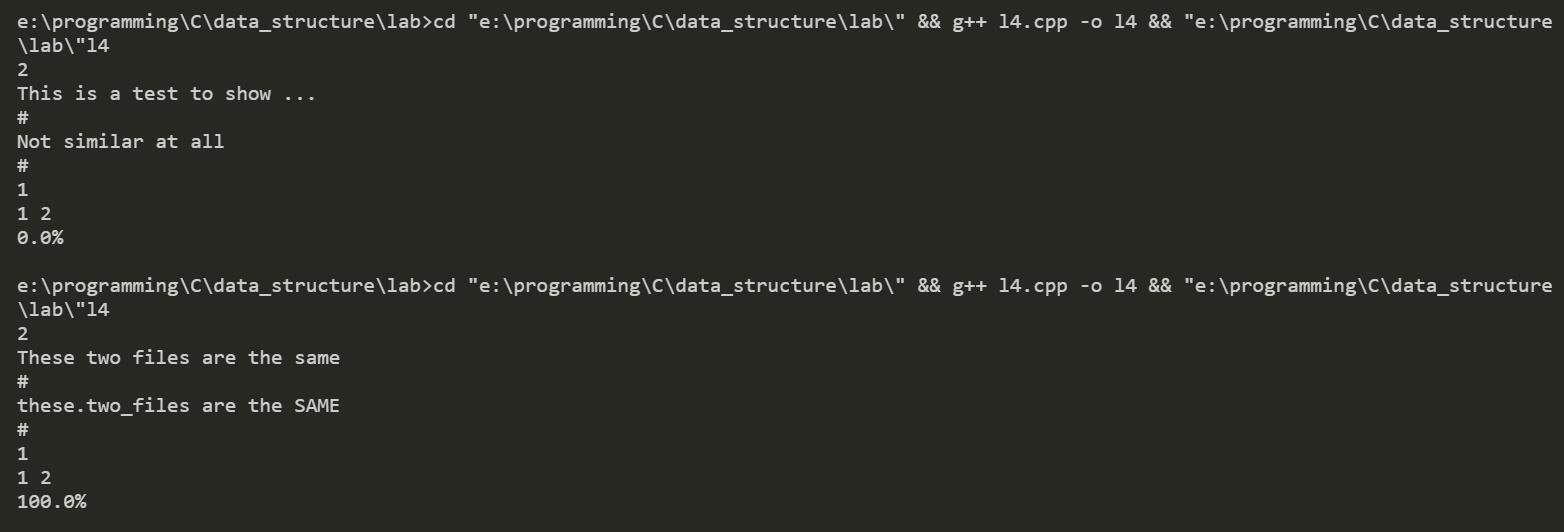 e:\programming\C\data_structure\lab>cd "e:\programming\C\data_structure\lab\" && g++ l4.cpp -o l4 && "e:\programming\C\data_structure
\lab\"l4
2
This is a test to show ...
#
Not similar at all
#
1
1 2
0.0%
e:\programming\C\data_structure\lab>cd "e:\programming\C\data_structure\lab\" && g++ l4.cpp -o l4 && "e:\programming\C\data_structure
\lab\"l4
2
These two files are the same
#
these.two_files are the SAME
#
1
1 2
100.0%